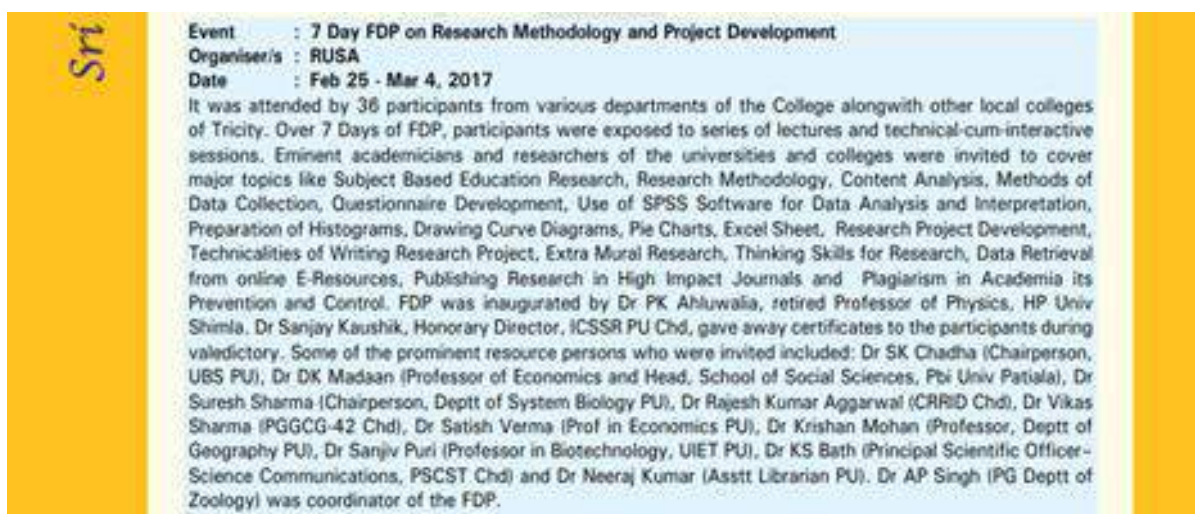 Sri
Event : 7 Day FDP on Research Methodology and Project Development
Organiser/s : RUSA
Date : Feb 25 - Mar 4, 2017
It was attended by 36 participants from various departments of the College alongwith other local colleges
of Tricity. Over 7 Days of FDP, participants were exposed to series of lectures and technical-cum-interactive
sessions. Eminent academicians and researchers of the universities and colleges were invited to cover
major topics like Subject Based Education Research, Research Methodology, Content Analysis, Methods of
Data Collection, Questionnaire Development, Use of SPSS Software for Data Analysis and Interpretation,
Preparation of Histograms, Drawing Curve Diagrams, Pie Charts, Excel Sheet, Research Project Development,
Technicalities of Writing Research Project, Extra Mural Research, Thinking Skills for Research, Data Retrieval
from online E-Resources, Publishing Research in High Impact Journals and Plagiarism in Academia its
Prevention and Control. FDP was inaugurated by Dr PK Ahluwalia, retired Professor of Physics, HP Univ
Shimla. Dr Sanjay Kaushik, Honorary Director, ICSSR PU Chd, gave away certificates to the participants during
valedictory. Some of the prominent resource persons who were invited included: Dr SK Chadha (Chairperson,
UBS PU), Dr DK Madaan (Professor of Economics and Head, School of Social Sciences, Pbi Univ Patiala), Dr
Suresh Sharma (Chairperson, Deptt of System Biology PU), Dr Rajesh Kumar Aggarwal (CRRID Chd), Dr Vikas
Sharma (PGGCG-42 Chd), Dr Satish Verma (Prof in Economics PU), Dr Krishan Mohan (Professor, Deptt of
Geography PU), Dr Sanjiv Puri (Professor in Biotechnology, UIET PU), Dr KS Bath (Principal Scientific Officer–
Science Communications, PSCST Chd) and Dr Neeraj Kumar (Asstt Librarian PU). Dr AP Singh (PG Deptt of
Zoology) was coordinator of the FDP.